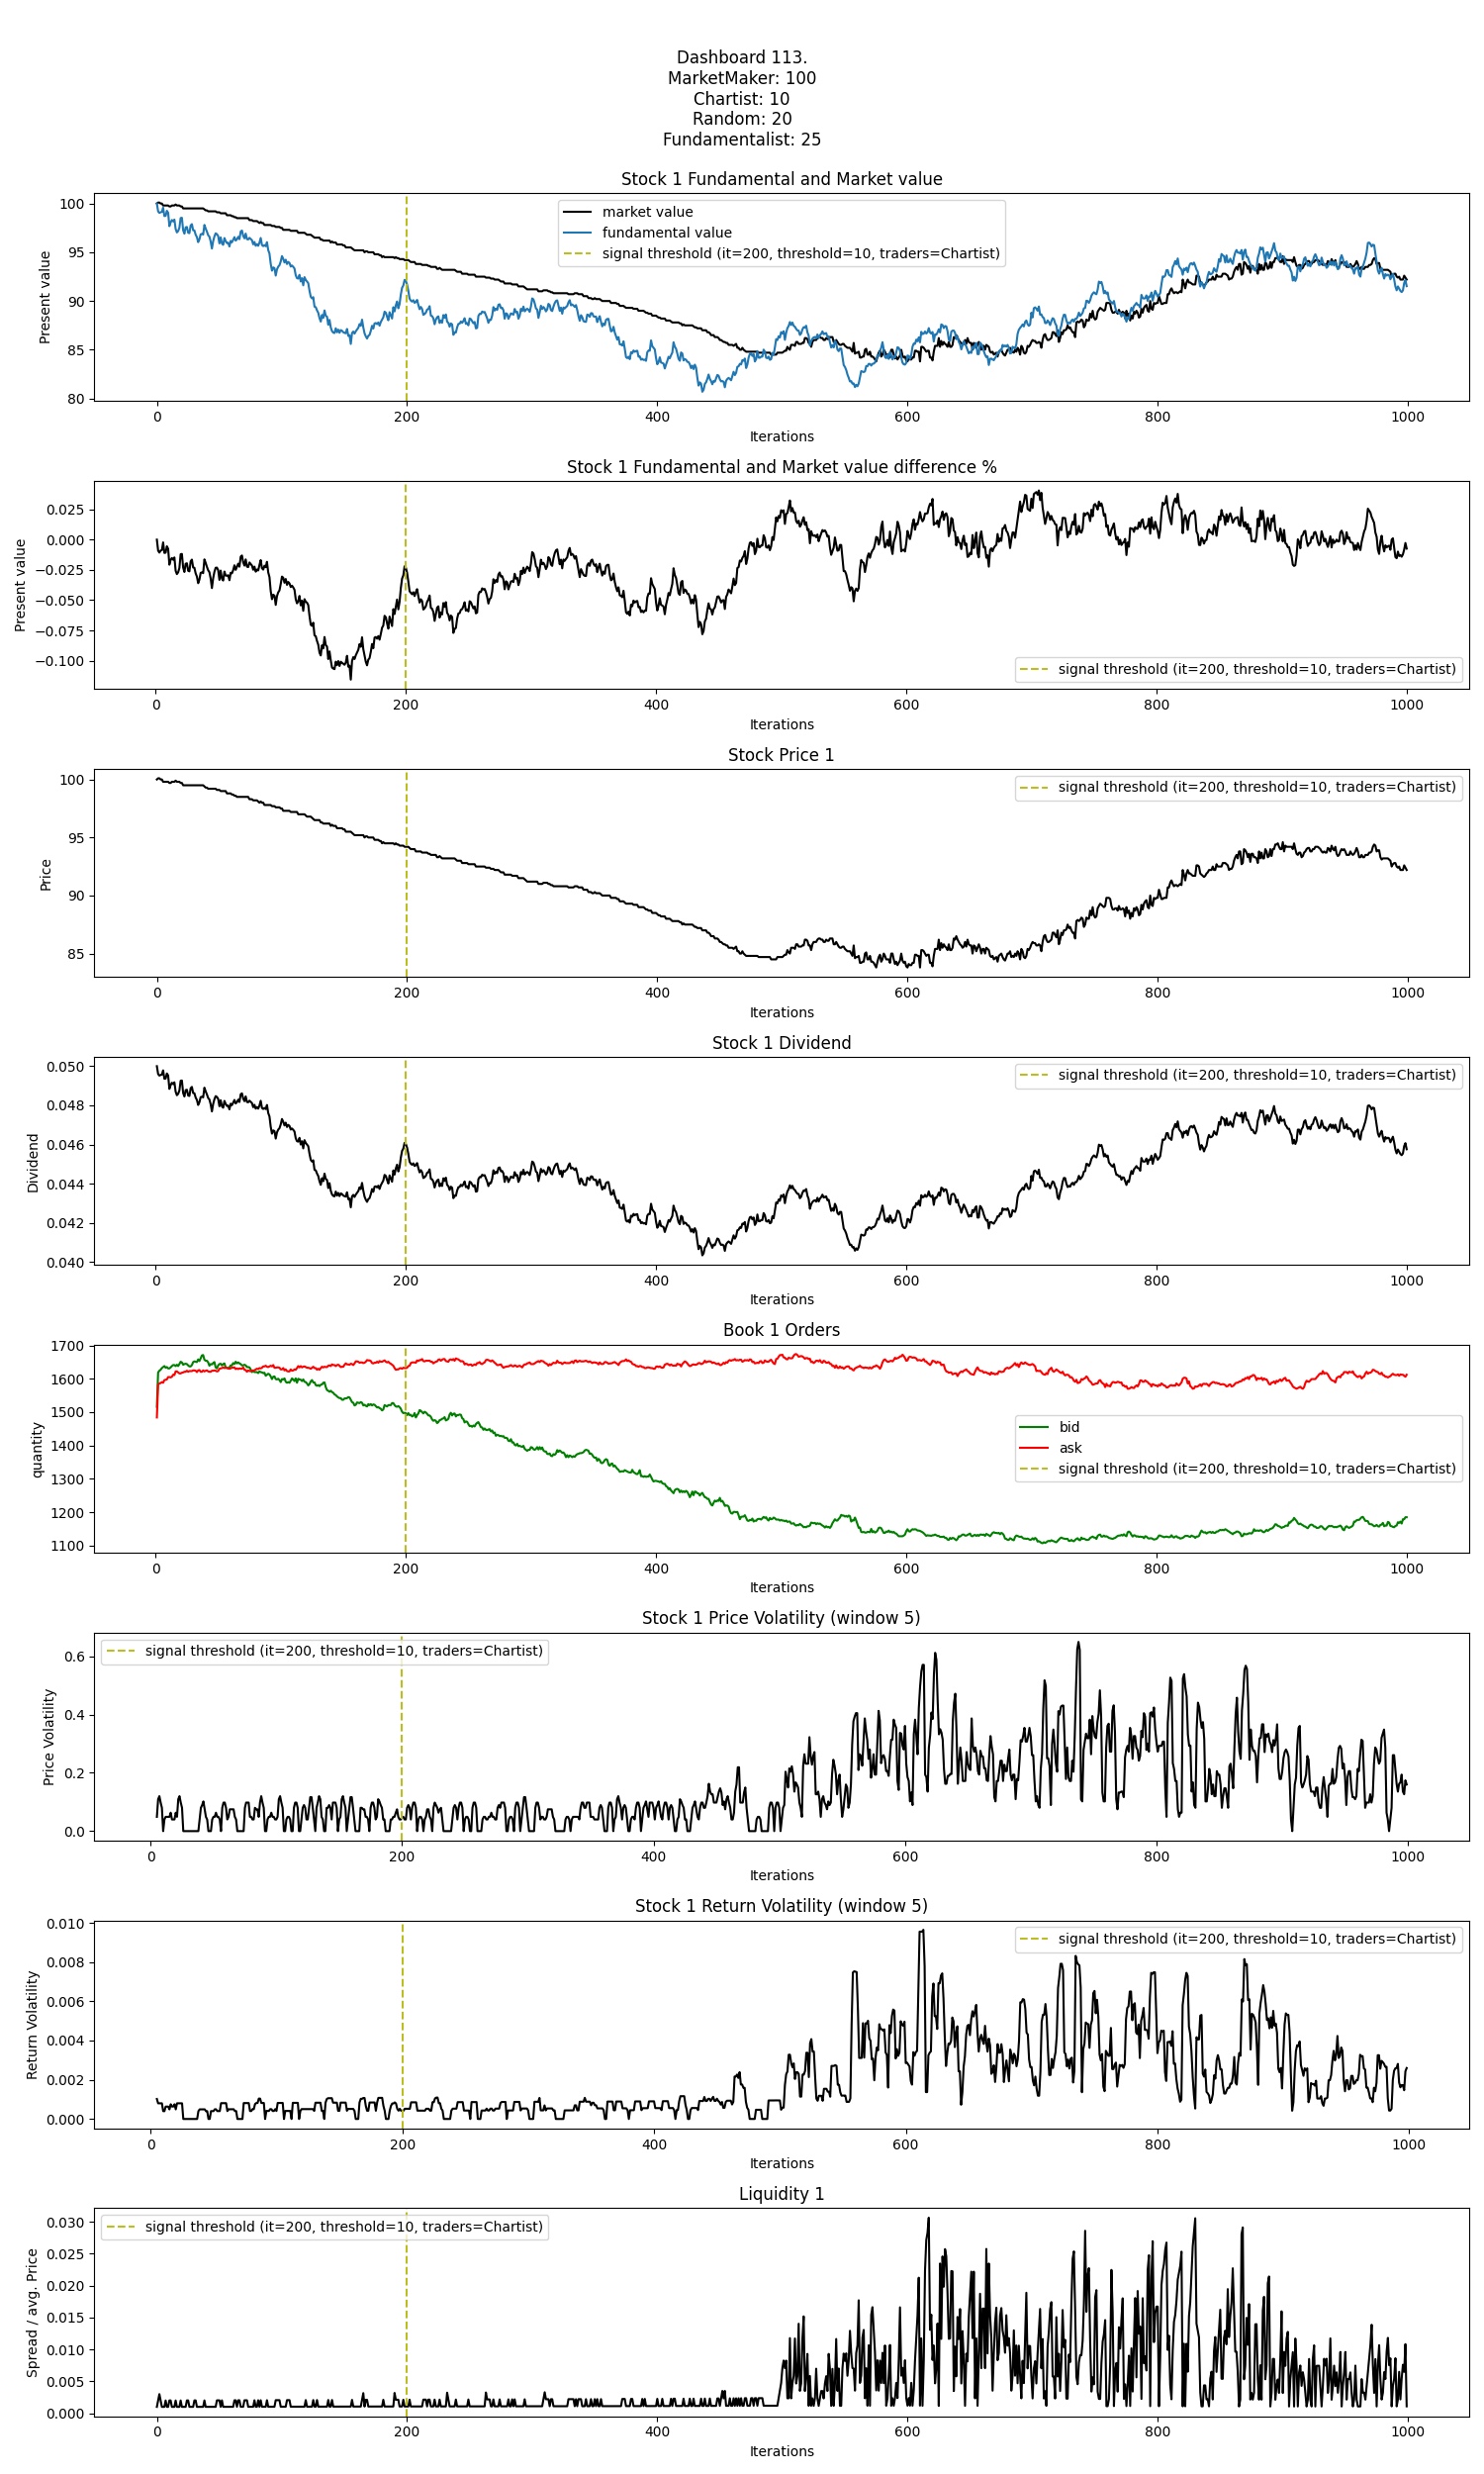 Dashboard 113.
MarketMaker: 100
Chartist: 10
Random: 20
Fundamentalist: 25
Stock 1 Fundamental and Market value
Present value
100
95
90
85
80
market value
fundamental value
signal threshold (it=200, threshold=10, traders=Chartist)
0 200 400 600 800 1000
Iterations
Stock 1 Fundamental and Market value difference %
Present value
0.025
0.000
−0.025
−0.050
−0.075
−0.100
signal threshold (it=200, threshold=10, traders=Chartist)
0 200 400 600 800 1000
Iterations
Stock Price 1
Price
100
95
90
85
signal threshold (it=200, threshold=10, traders=Chartist)
0 200 400 600 800 1000
Iterations
Stock 1 Dividend
Dividend
0.050
0.048
0.046
0.044
0.042
0.040
signal threshold (it=200, threshold=10, traders=Chartist)
0 200 400 600 800 1000
Iterations
Book 1 Orders
quantity
1700
1600
1500
1400
1300
1200
1100
bid
ask
signal threshold (it=200, threshold=10, traders=Chartist)
0 200 400 600 800 1000
Iterations
Stock 1 Price Volatility (window 5)
Price Volatility
0.6
0.4
0.2
0.0
signal threshold (it=200, threshold=10, traders=Chartist)
0 200 400 600 800 1000
Iterations
Stock 1 Return Volatility (window 5)
Return Volatility
0.010
0.008
0.006
0.004
0.002
0.000
signal threshold (it=200, threshold=10, traders=Chartist)
0 200 400 600 800 1000
Iterations
Liquidity 1
Spread / avg. Price
0.030
0.025
0.020
0.015
0.010
0.005
0.000
signal threshold (it=200, threshold=10, traders=Chartist)
0 200 400 600 800 1000
Iterations